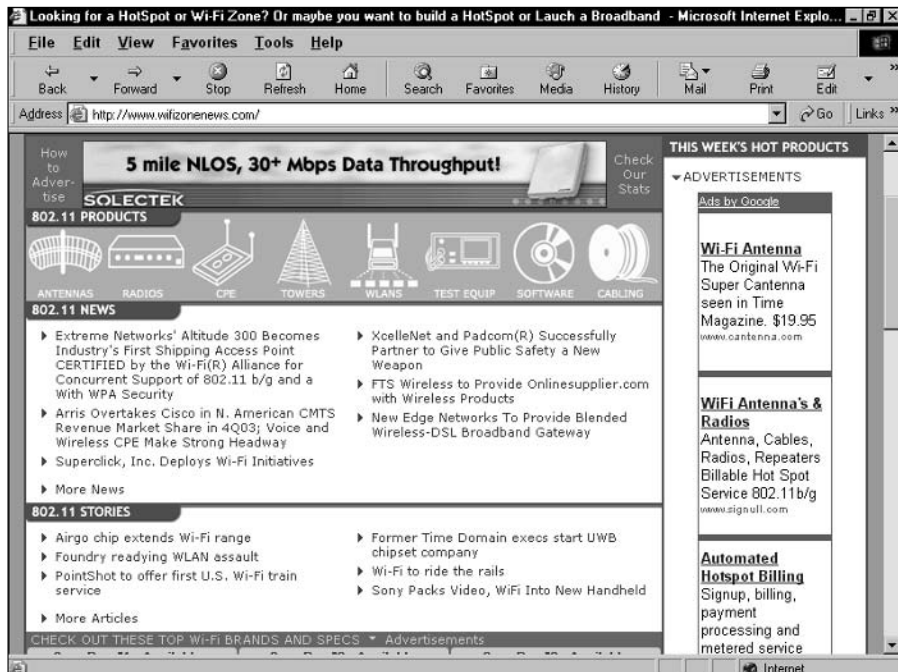 Looking for a HotSpot or Wi-Fi Zone? Or maybe you want to build a HotSpot or Lauch a Broadband - Microsoft Internet Explo...
File Edit View Favorites Tools Help
Back Forward Stop Refresh Home Search Favorites Media History Mail Print Edit »
Address http://www.wifizonenews.com/ Go Links »
How to Adver-tise
5 mile NLOS, 30+ Mbps Data Throughput!
SOLECTEK
Check Our Stats
802.11 PRODUCTS
ANTENNAS RADIOS CPE TOWERS WLANS TEST EQUIP SOFTWARE CABLING
802.11 NEWS
Extreme Networks' Altitude 300 Becomes
Industry's First Shipping Access Point
CERTIFIED by the Wi-Fi(R) Alliance for
Concurrent Support of 802.11 b/g and a
With WPA Security
Arris Overtakes Cisco in N. American CMTS
Revenue Market Share in 4Q03; Voice and
Wireless CPE Make Strong Headway
Superclick, Inc. Deploys Wi-Fi Initiatives
More News
XcelleNet and Padcom(R) Successfully
Partner to Give Public Safety a New
Weapon
FTS Wireless to Provide Onlinesupplier.com
with Wireless Products
New Edge Networks To Provide Blended
Wireless-DSL Broadband Gateway
802.11 STORIES
Airgo chip extends Wi-Fi range
Foundry readying WLAN assault
PointShot to offer first U.S. Wi-Fi train
service
More Articles
Former Time Domain execs start UWB
chipset company
Wi-Fi to ride the rails
Sony Packs Video, WiFi Into New Handheld
CHECK OUT THESE TOP Wi-Fi BRANDS AND SPECS Advertisements
THIS WEEK'S HOT PRODUCTS
ADVERTISEMENTS
Ads by Google
Wi-Fi Antenna
The Original Wi-Fi
Super Cantenna
seen in Time
Magazine. $19.95
www.cantenna.com
WiFi Antenna's &
Radios
Antenna, Cables,
Radios, Repeaters
Billable Hot Spot
Service 802.11b/g
www.signull.com
Automated
Hotspot Billing
Signup, billing,
payment
processing and
metered service
Internet